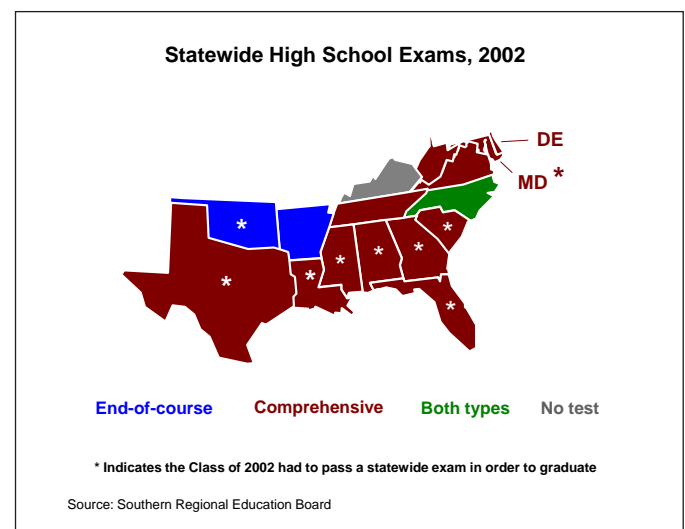 Statewide High School Exams, 2002
DE
MD *
*
*
*
*
*
*
*
*
End-of-course Comprehensive Both types No test
* Indicates the Class of 2002 had to pass a statewide exam in order to graduate
Source: Southern Regional Education Board